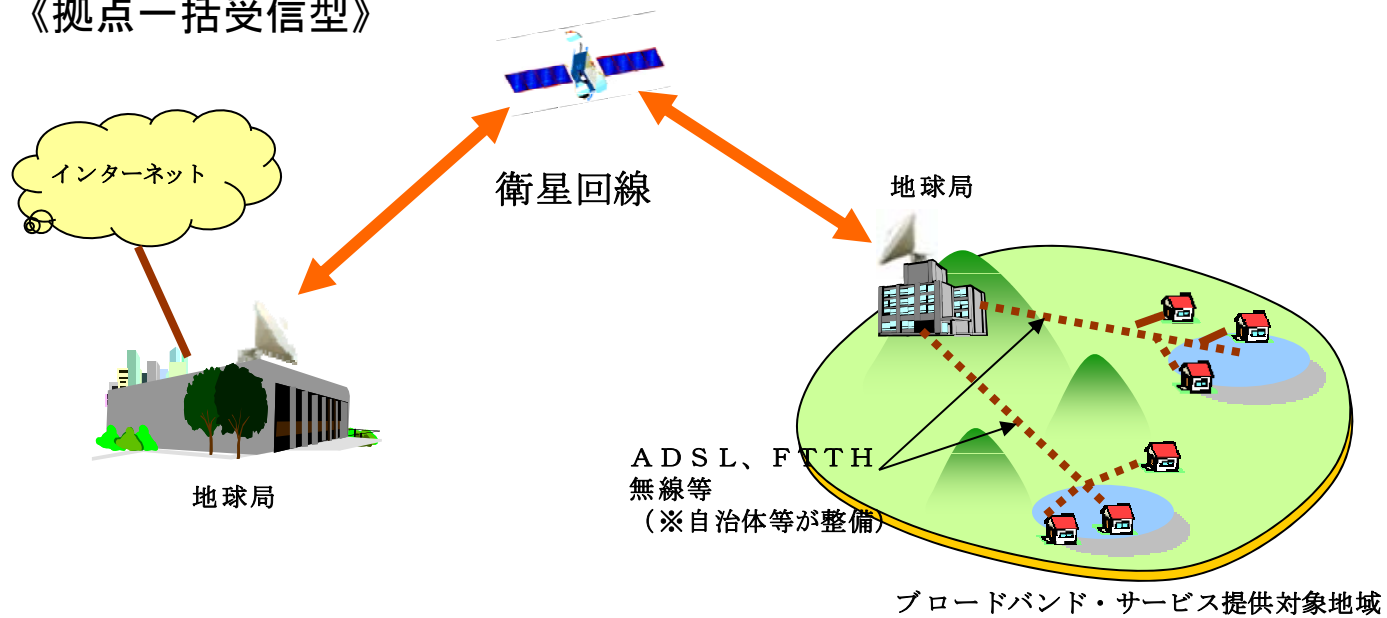 《拠点一括受信型》
インターネット
衛星回線
地球局
地球局
ＡＤＳＬ、ＦＴＴＨ
無線等
（※自治体等が整備）
ブロードバンド・サービス提供対象地域